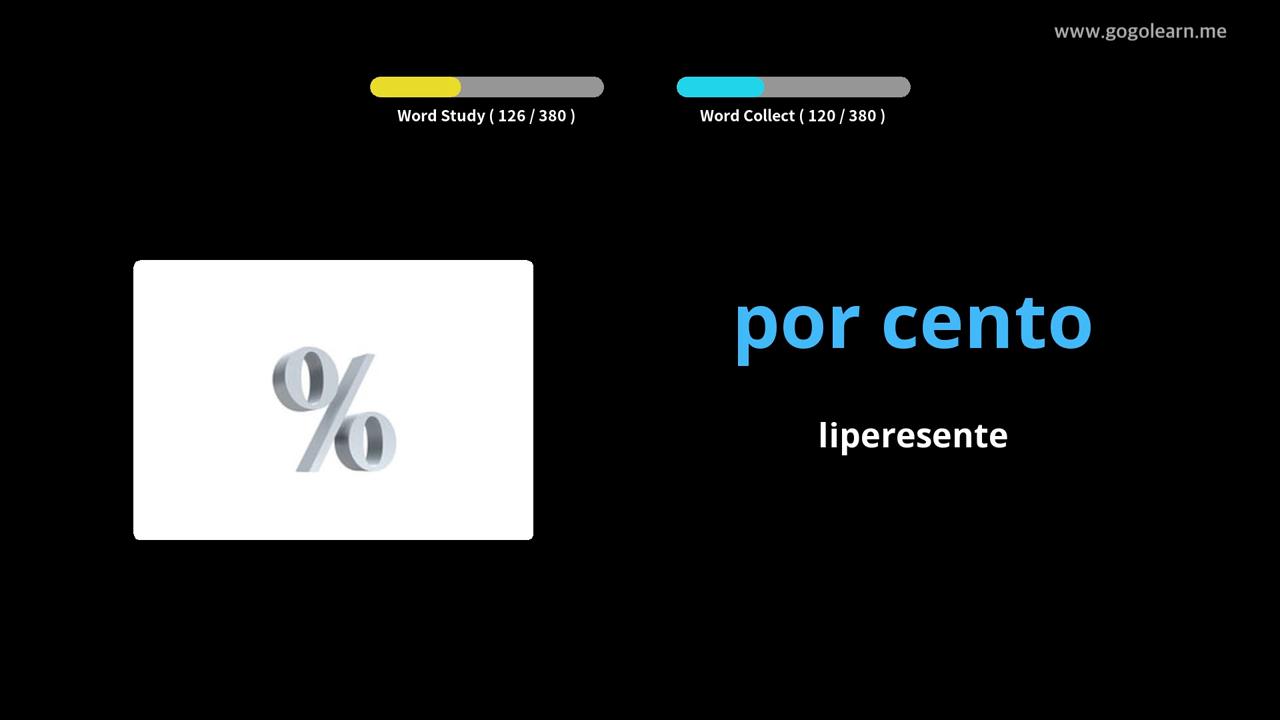 www.gogolearn.me
Word Study ( 126 / 380 )
Word Collect ( 120 / 380 )
%
por cento
liperesente